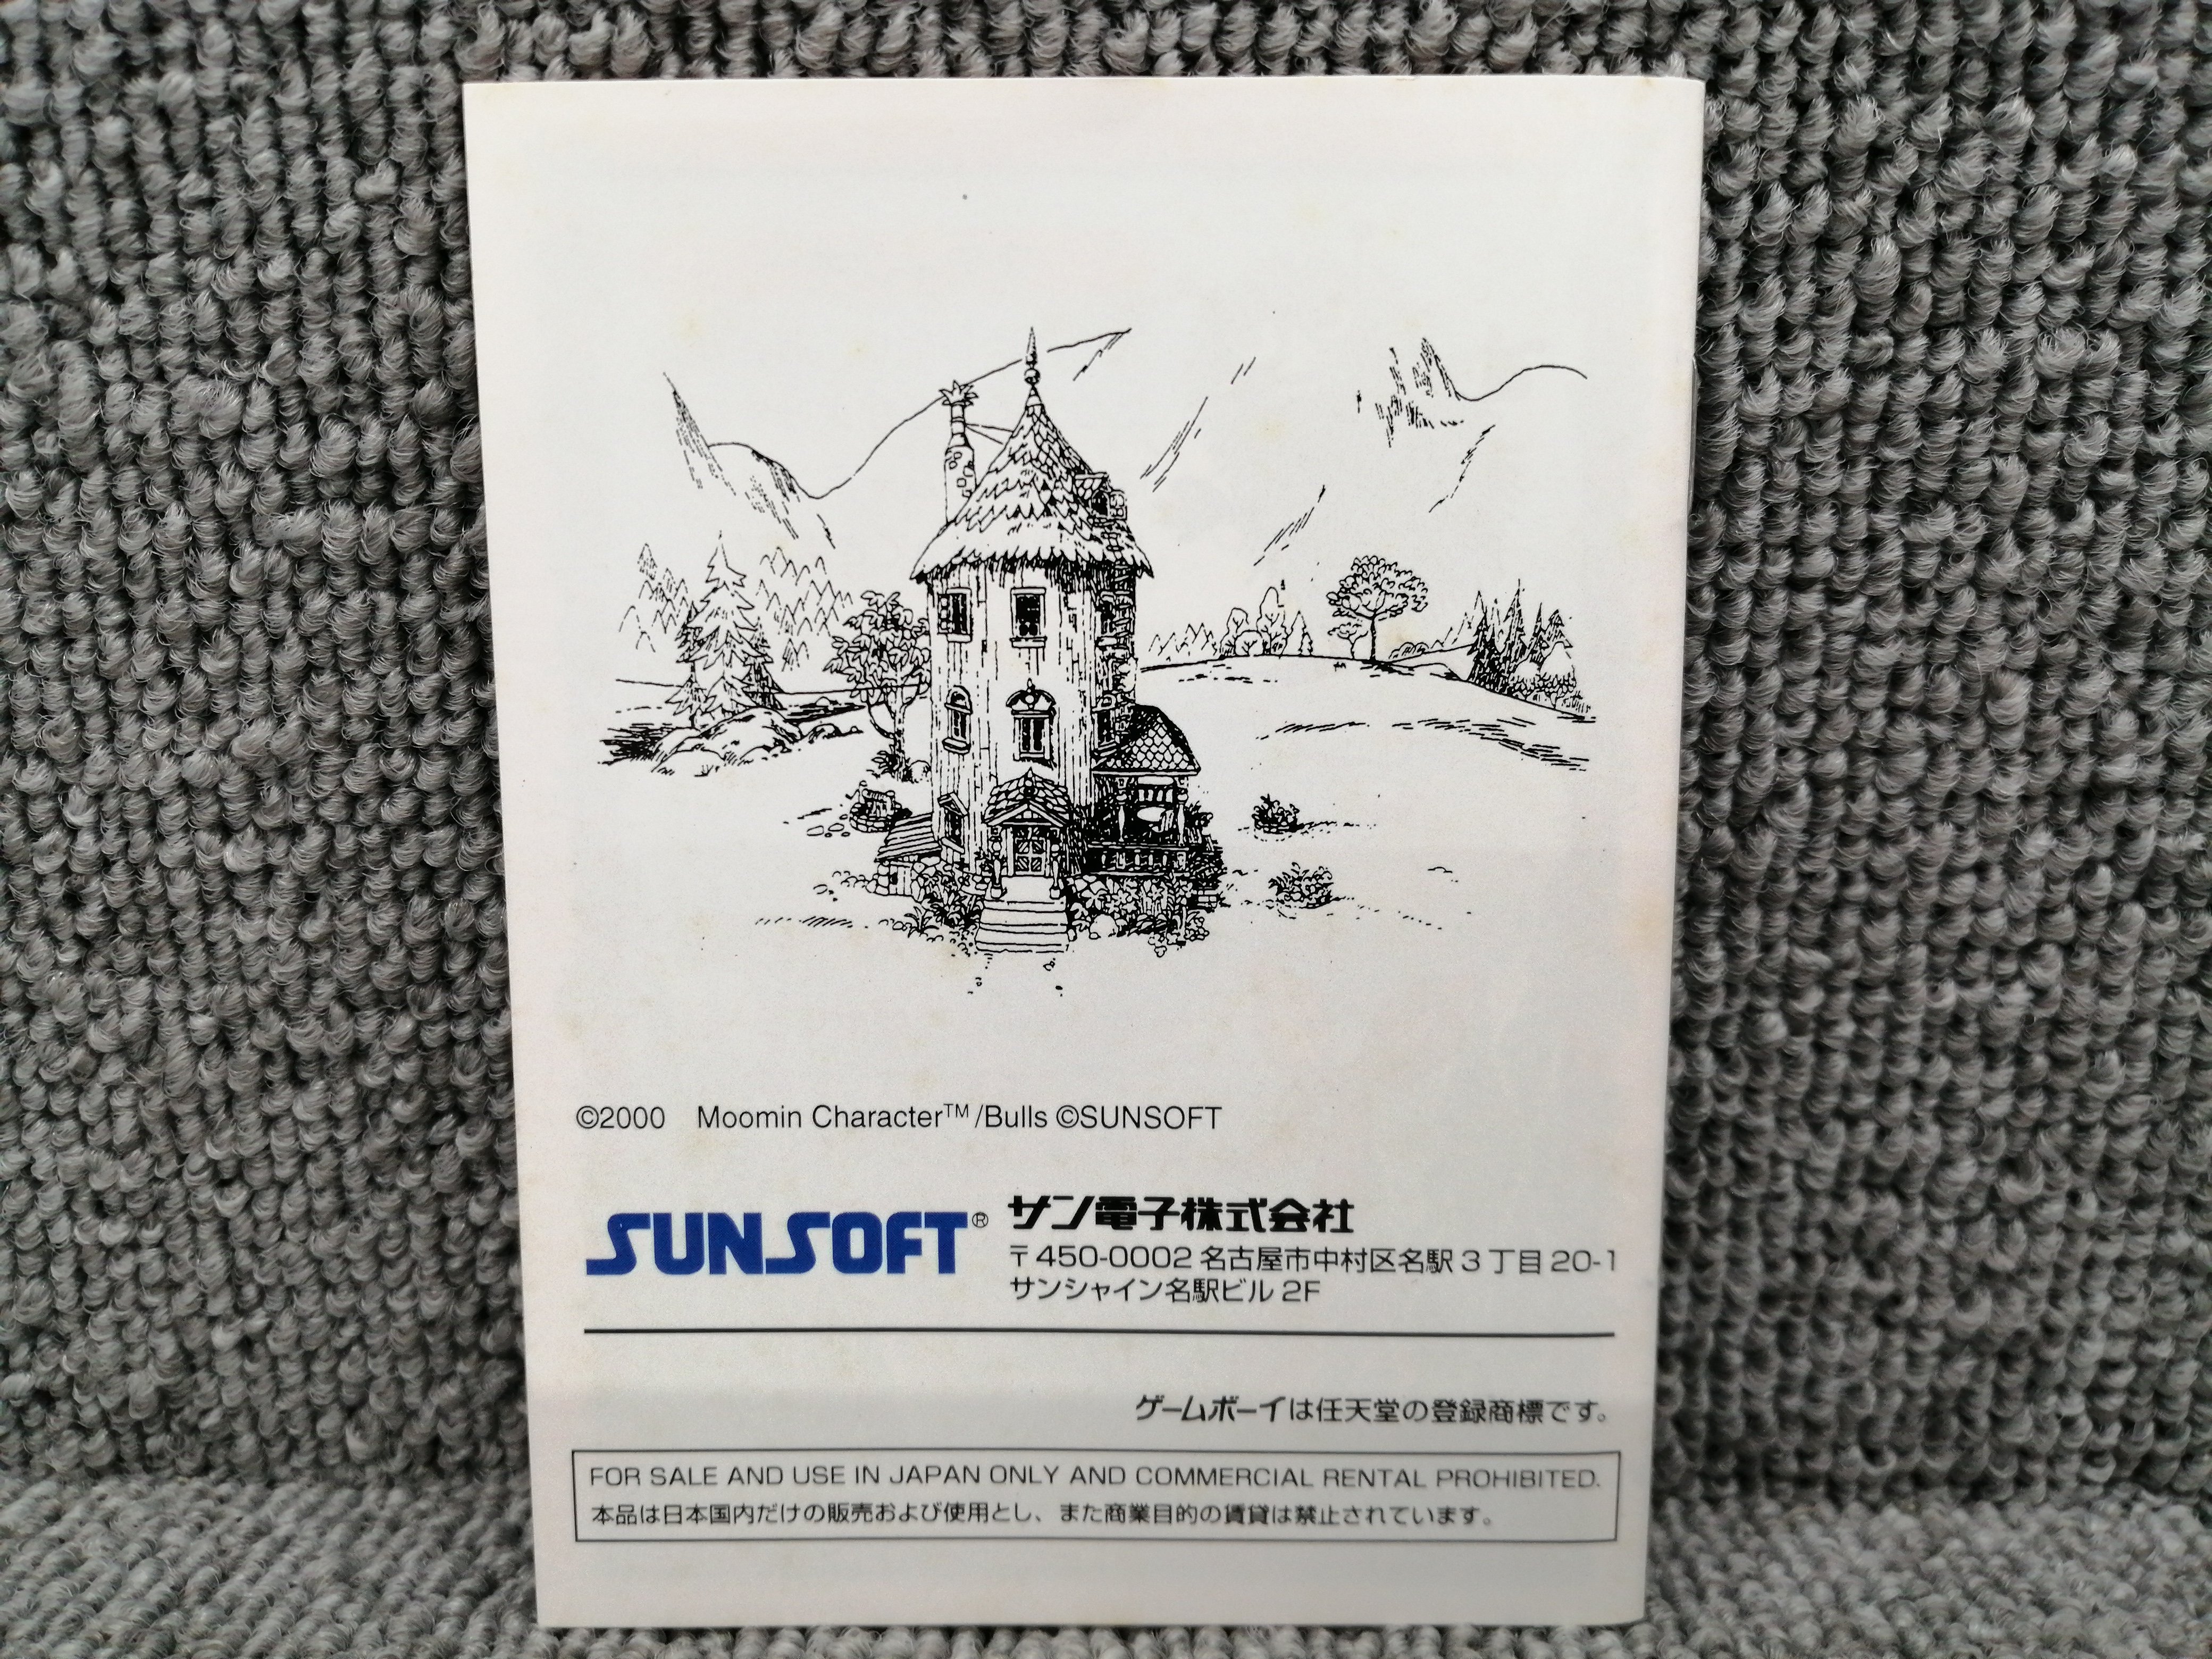 ©2000 Moomin Character™/Bulls ©SUNSOFT
SUNSOFT® サン電子株式会社
〒450-0002 名古屋市中村区名駅3丁目20-1
サンシャイン名駅ビル2F
ゲームボーイは任天堂の登録商標です。
FOR SALE AND USE IN JAPAN ONLY AND COMMERCIAL RENTAL PROHIBITED.
本品は日本国内だけの販売および使用とし、また商業目的の賃貸は禁止されています。